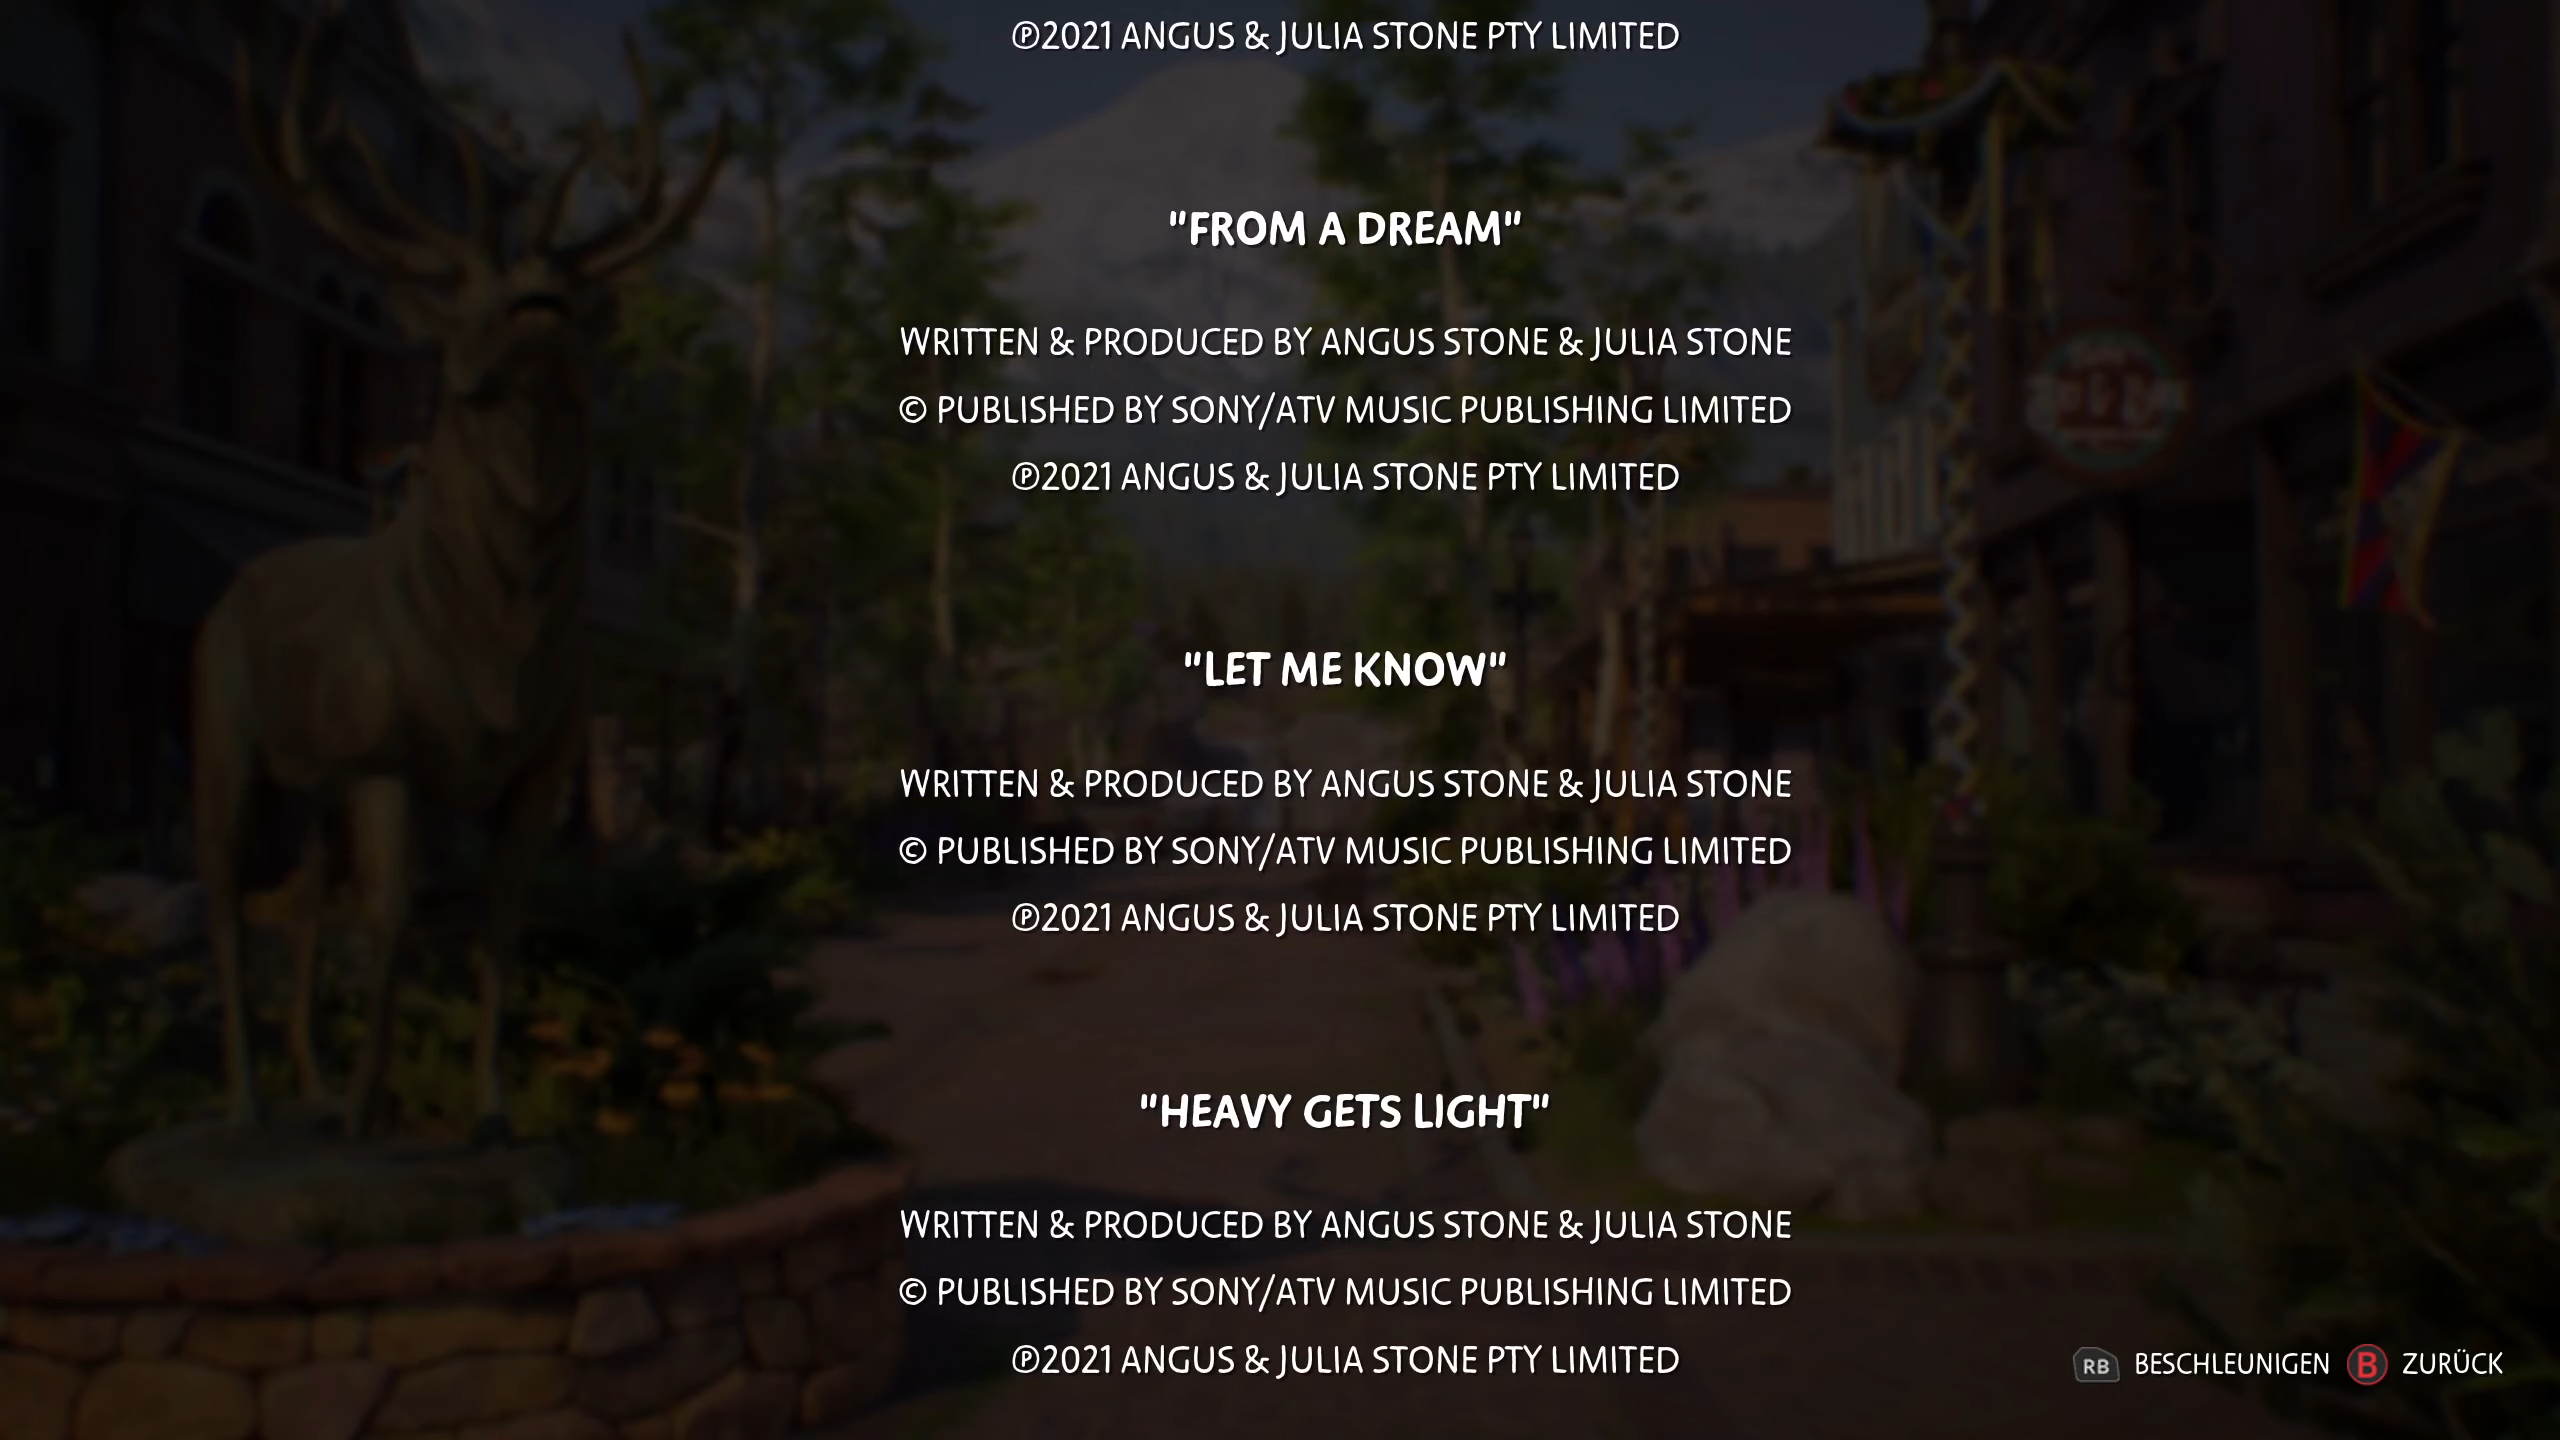 ℗2021 ANGUS & JULIA STONE PTY LIMITED
"FROM A DREAM"
WRITTEN & PRODUCED BY ANGUS STONE & JULIA STONE
© PUBLISHED BY SONY/ATV MUSIC PUBLISHING LIMITED
℗2021 ANGUS & JULIA STONE PTY LIMITED
"LET ME KNOW"
WRITTEN & PRODUCED BY ANGUS STONE & JULIA STONE
© PUBLISHED BY SONY/ATV MUSIC PUBLISHING LIMITED
℗2021 ANGUS & JULIA STONE PTY LIMITED
"HEAVY GETS LIGHT"
WRITTEN & PRODUCED BY ANGUS STONE & JULIA STONE
© PUBLISHED BY SONY/ATV MUSIC PUBLISHING LIMITED
℗2021 ANGUS & JULIA STONE PTY LIMITED
RB BESCHLEUNIGEN B ZURÜCK